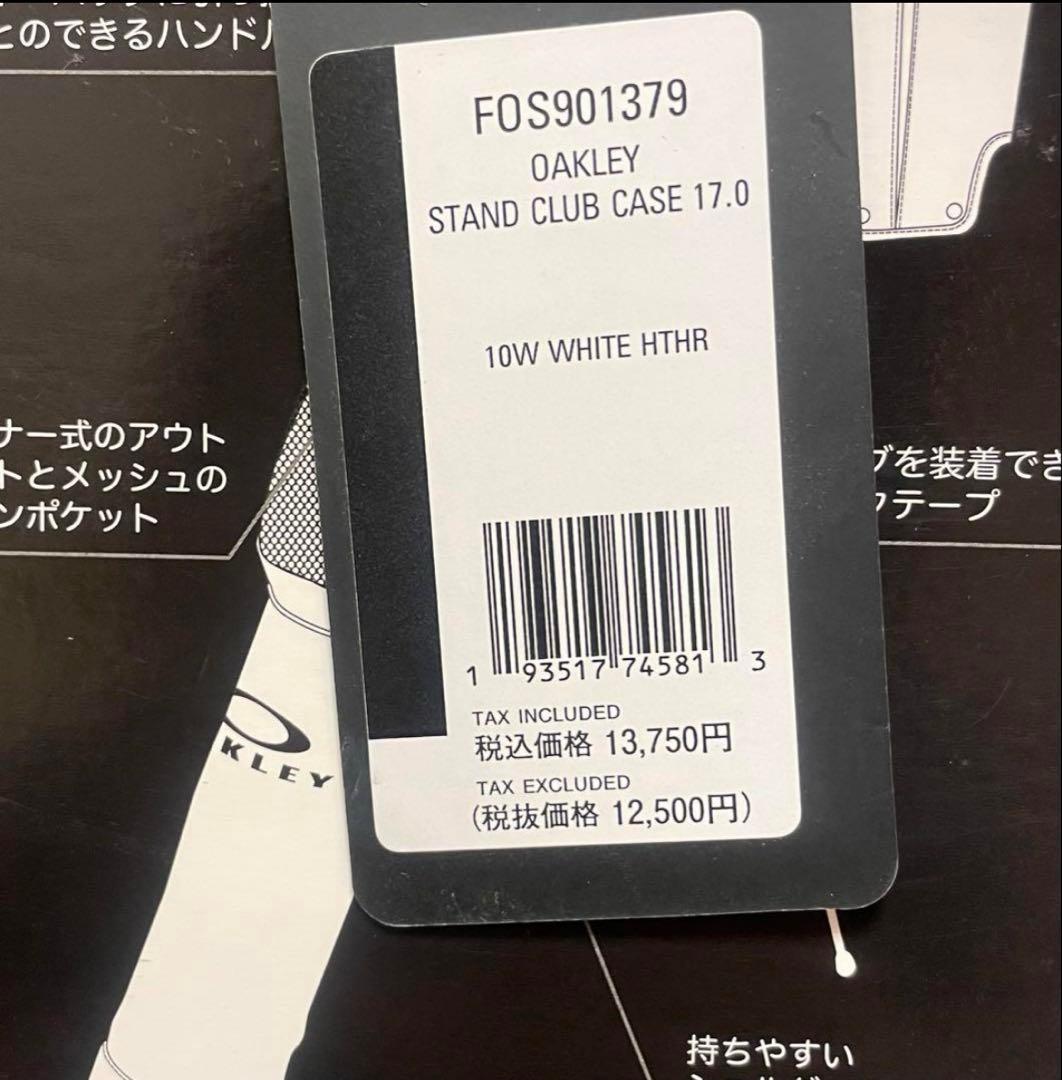 とのできるハンドル
FOS901379
OAKLEY
STAND CLUB CASE 17.0
10W WHITE HTHR
1 93517 74581 3
TAX INCLUDED
税込価格 13,750円
TAX EXCLUDED
(税抜価格 12,500円)
ナー式のアウト
トとメッシュの
ンポケット
ブを装着でき
クテープ
KLEY
持ちやすい